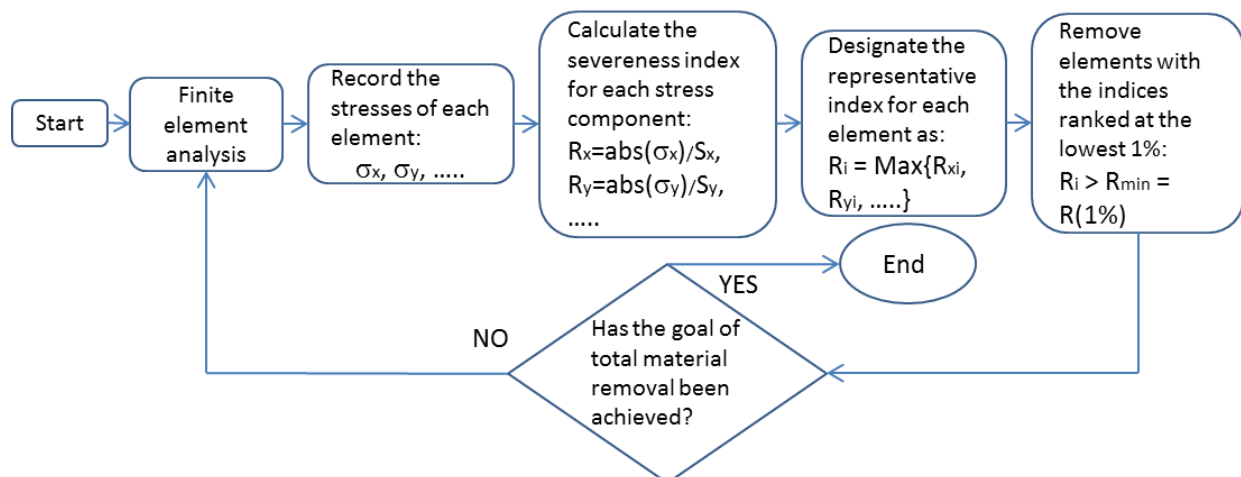 Start
Finite
element
analysis
Record the
stresses of each
element:
σx, σy, .....
Calculate the
severeness index
for each stress
component:
Rx=abs(σx)/Sx,
Ry=abs(σy)/Sy,
.....
Designate the
representative
index for each
element as:
Ri = Max{Rxi,
Ryi, .....}
Remove
elements with
the indices
ranked at the
lowest 1%:
Ri > Rmin =
R(1%)
Has the goal of
total material
removal been
achieved?
NO
YES
End